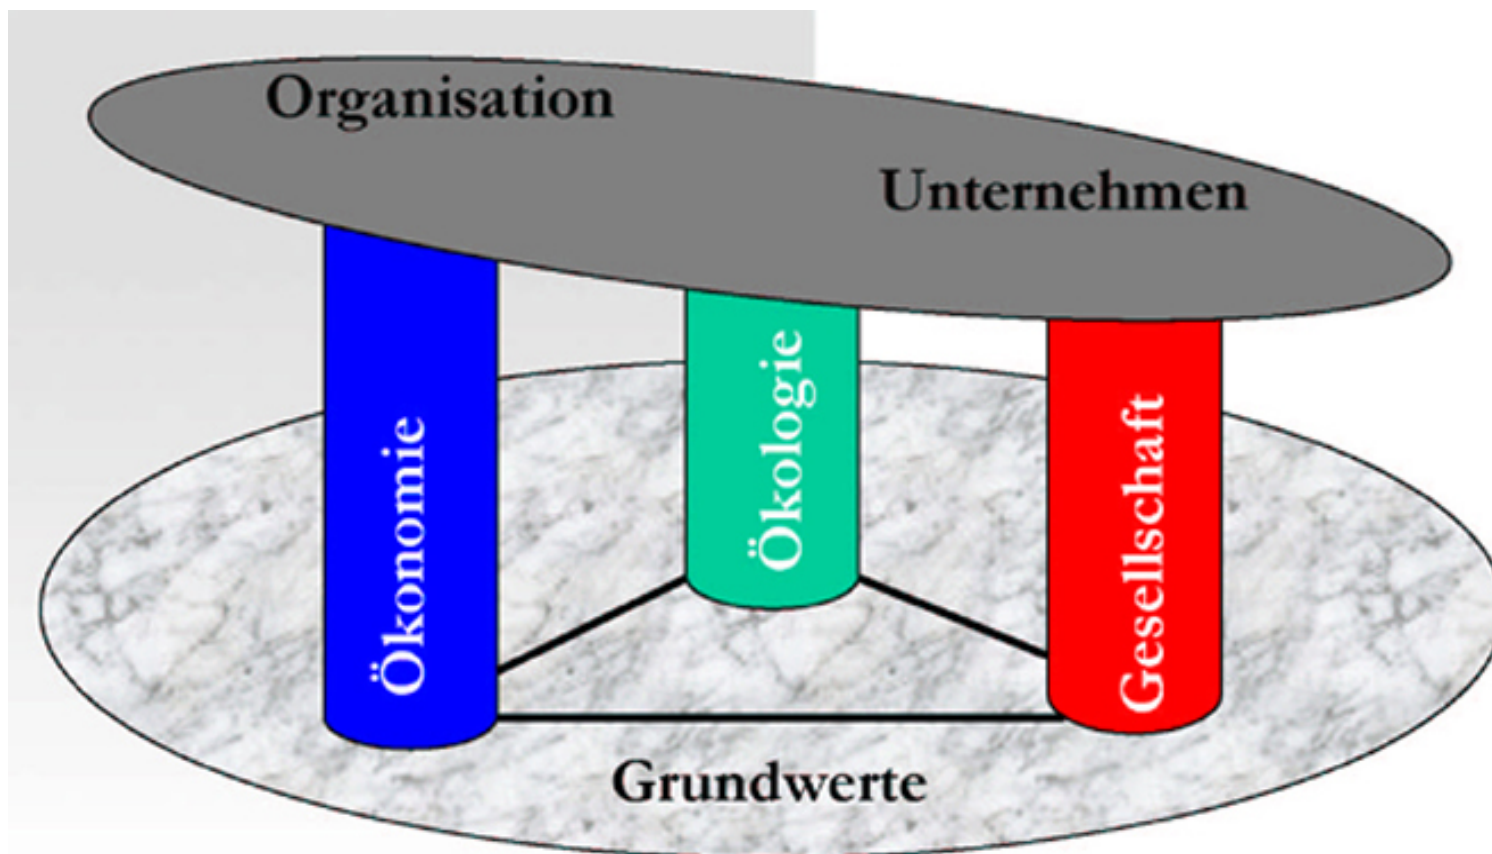 Organisation
Unternehmen
Ökonomie
Ökologie
Gesellschaft
Grundwerte